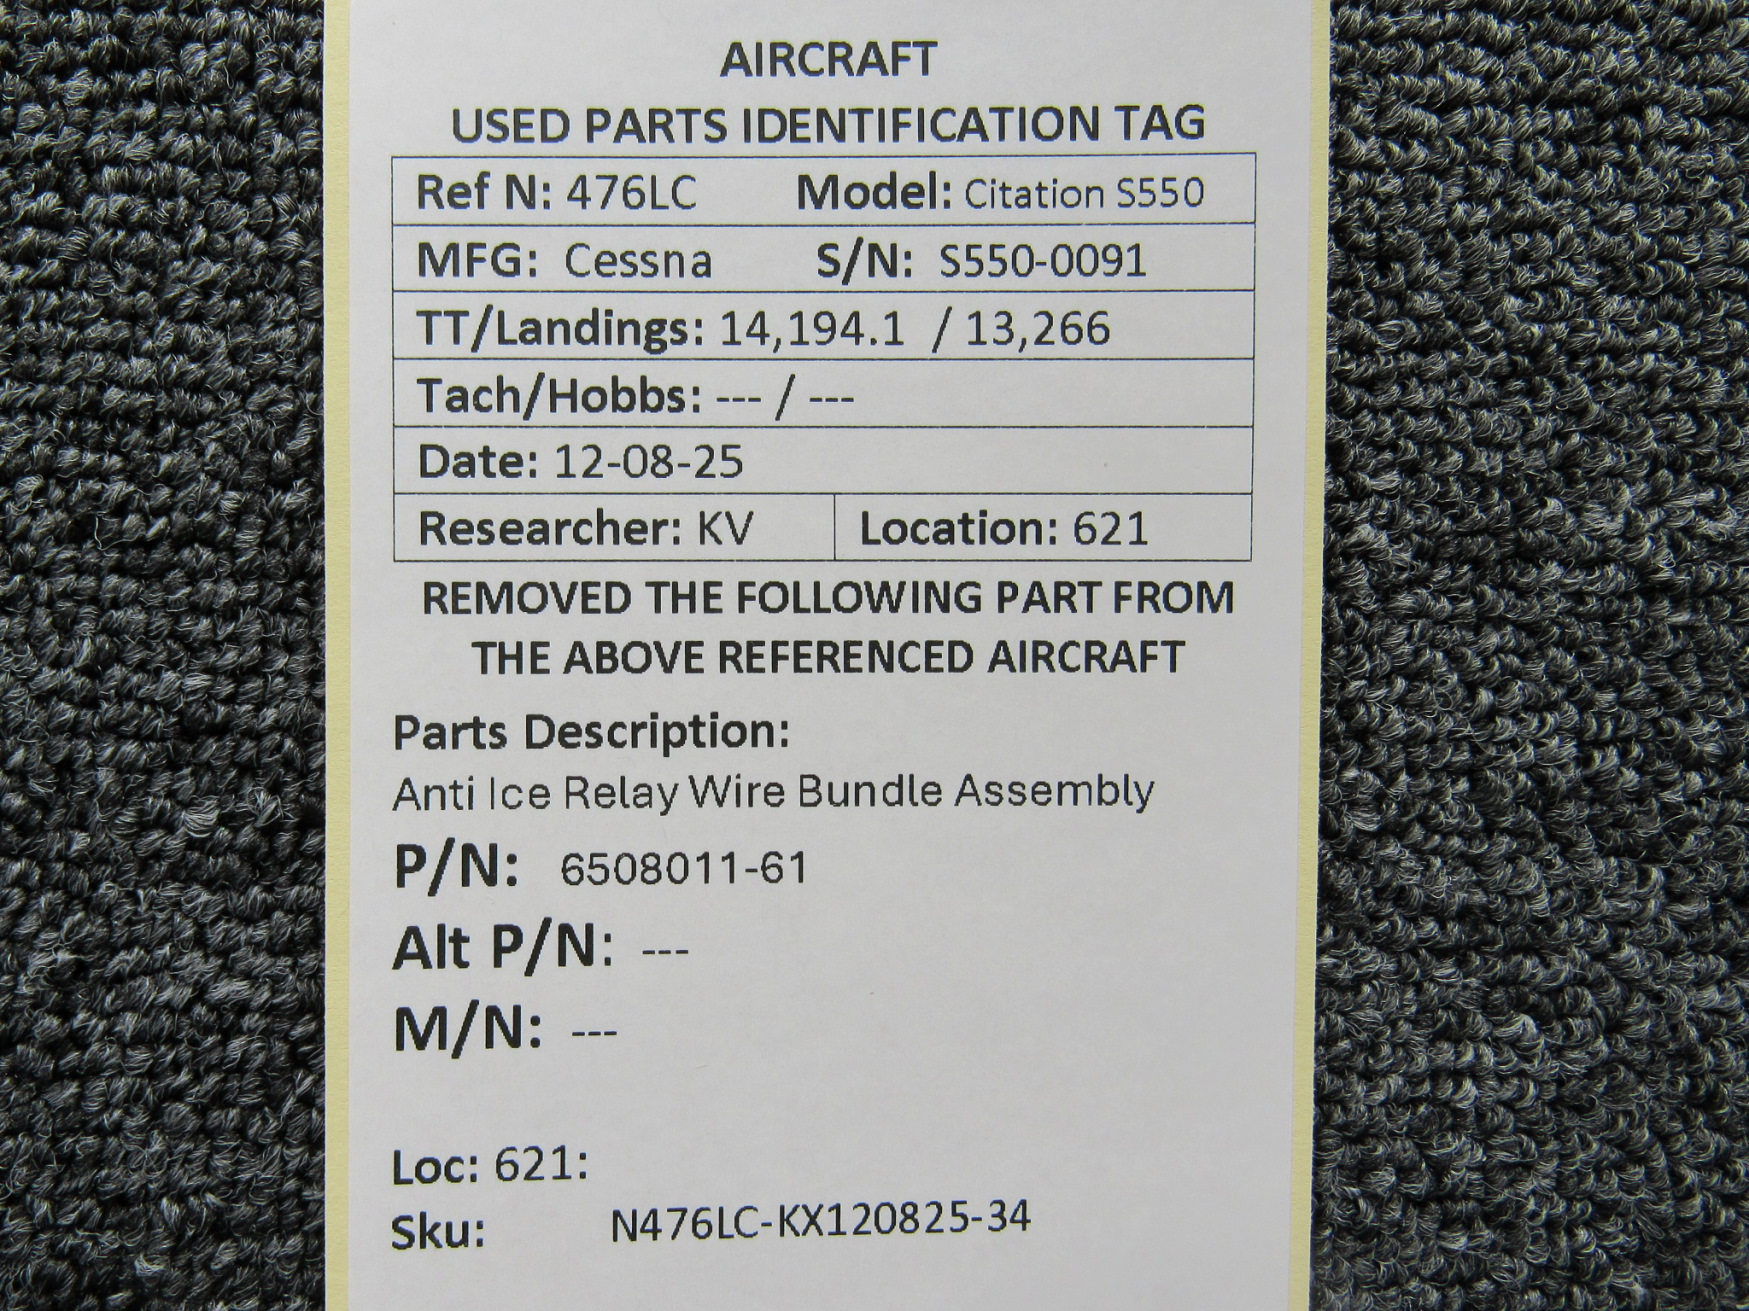 AIRCRAFT
USED PARTS IDENTIFICATION TAG
Ref N: 476LC Model: Citation S550
MFG: Cessna S/N: S550-0091
TT/Landings: 14,194.1 / 13,266
Tach/Hobbs: --- / ---
Date: 12-08-25
Researcher: KV Location: 621
REMOVED THE FOLLOWING PART FROM
THE ABOVE REFERENCED AIRCRAFT
Parts Description:
Anti Ice Relay Wire Bundle Assembly
P/N: 6508011-61
Alt P/N: ---
M/N: ---
Loc: 621:
Sku: N476LC-KX120825-34